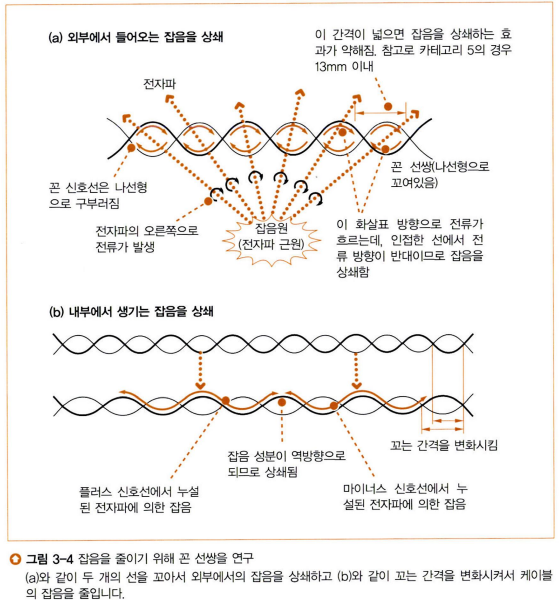 (a) 외부에서 들어오는 잡음을 상쇄
이 간격이 넓으면 잡음을 상쇄하는 효
과가 약해짐. 참고로 카테고리 5의 경우
13mm 이내
전자파
꼰 신호선은 나선형
으로 구부러짐
꼰 선쌍(나선형으로
꼬여있음)
전자파의 오른쪽으로
전류가 발생
잡음원
(전자파 근원)
이 화살표 방향으로 전류가
흐르는데, 인접한 선에서 전
류 방향이 반대이므로 잡음을
상쇄함
(b) 내부에서 생기는 잡음을 상쇄
꼬는 간격을 변화시킴
잡음 성분이 역방향으로
되므로 상쇄됨
플러스 신호선에서 누설
된 전자파에 의한 잡음
마이너스 신호선에서 누
설된 전자파에 의한 잡음
그림 3-4 잡음을 줄이기 위해 꼰 선쌍을 연구
(a)와 같이 두 개의 선을 꼬아서 외부에서의 잡음을 상쇄하고 (b)와 같이 꼬는 간격을 변화시켜서 케이블
의 잡음을 줄입니다.